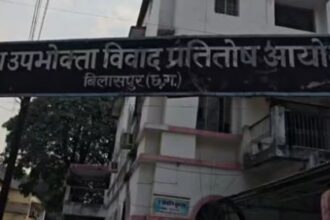 उपभोक्ता विवाद प्रतितोष आयो
बिलासपुर (छ.ग.)